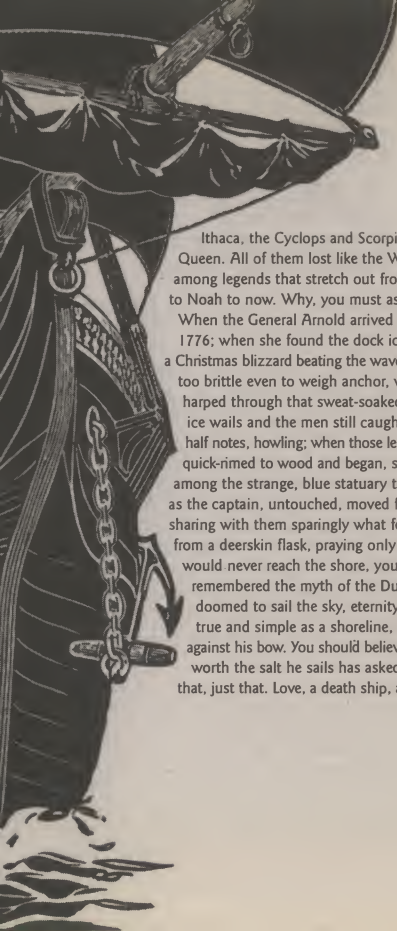 Ithaca, the Cyclops and Scorpi
Queen. All of them lost like the W
among legends that stretch out fro
to Noah to now. Why, you must as
When the General Arnold arrived
1776; when she found the dock ic
a Christmas blizzard beating the wave
too brittle even to weigh anchor, v
harped through that sweat-soaked
ice wails and the men still caugh
half notes, howling; when those le
quick-rimed to wood and began, s
among the strange, blue statuary t
as the captain, untouched, moved f
sharing with them sparingly what fe
from a deerskin flask, praying only
would never reach the shore, you
remembered the myth of the Du
doomed to sail the sky, eternity
true and simple as a shoreline,
against his bow. You should believ
worth the salt he sails has asked
that, just that. Love, a death ship, a